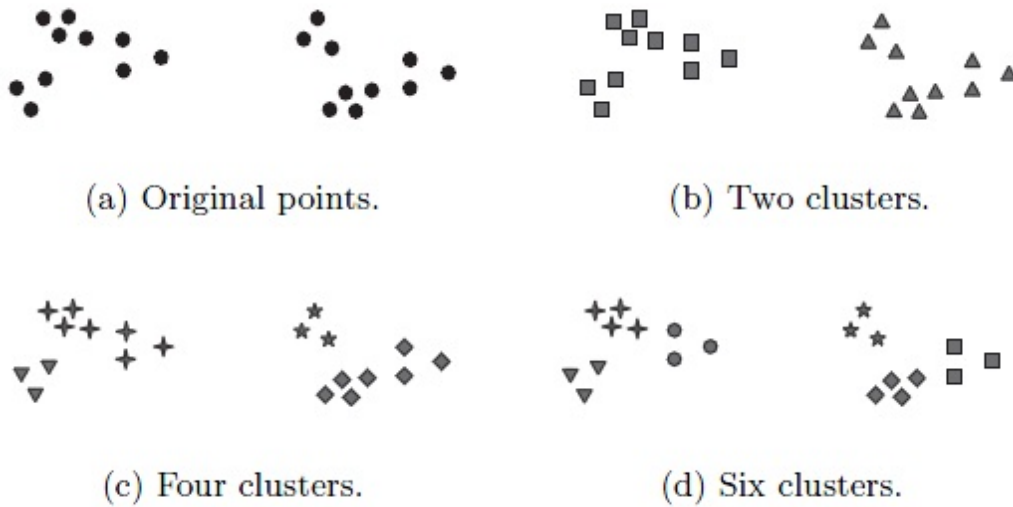 (a) Original points.
(b) Two clusters.
(c) Four clusters.
(d) Six clusters.